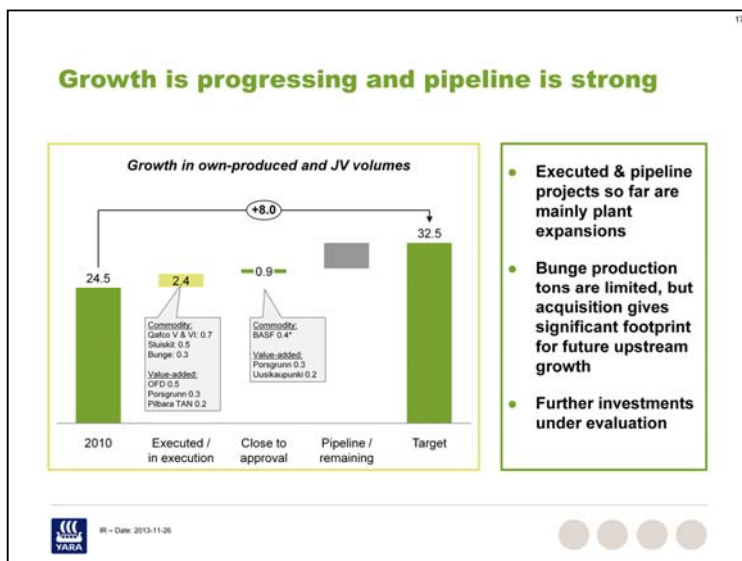 17
Growth is progressing and pipeline is strong
Growth in own-produced and JV volumes
+8.0
24.5
2.4
0.9
32.5
Commodity:
Qafco V & VI: 0.7
Sluiskil: 0.5
Bunge: 0.3
Value-added:
OFD 0.5
Porsgrunn 0.3
Pilbara TAN 0.2
Commodity:
BASF 0.4*
Value-added:
Porsgrunn 0.3
Uusikaupunki 0.2
2010
Executed /
in execution
Close to
approval
Pipeline /
remaining
Target
● Executed & pipeline
projects so far are
mainly plant
expansions
● Bunge production
tons are limited, but
acquisition gives
significant footprint
for future upstream
growth
● Further investments
under evaluation
YARA
IR – Date: 2013-11-26